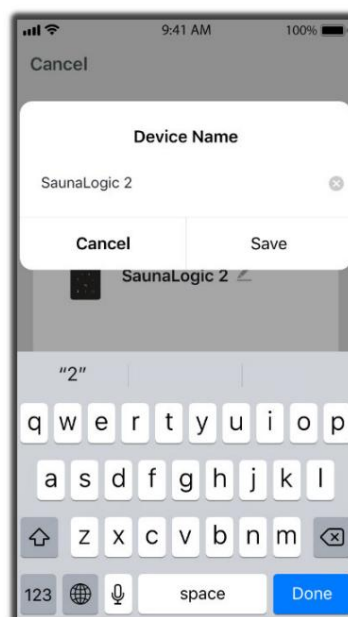 9:41 AM 100%
Cancel
Device Name
SaunaLogic 2
Cancel Save
SaunaLogic 2
“2”
q w e r t y u i o p
a s d f g h j k l
z x c v b n m
123 space Done